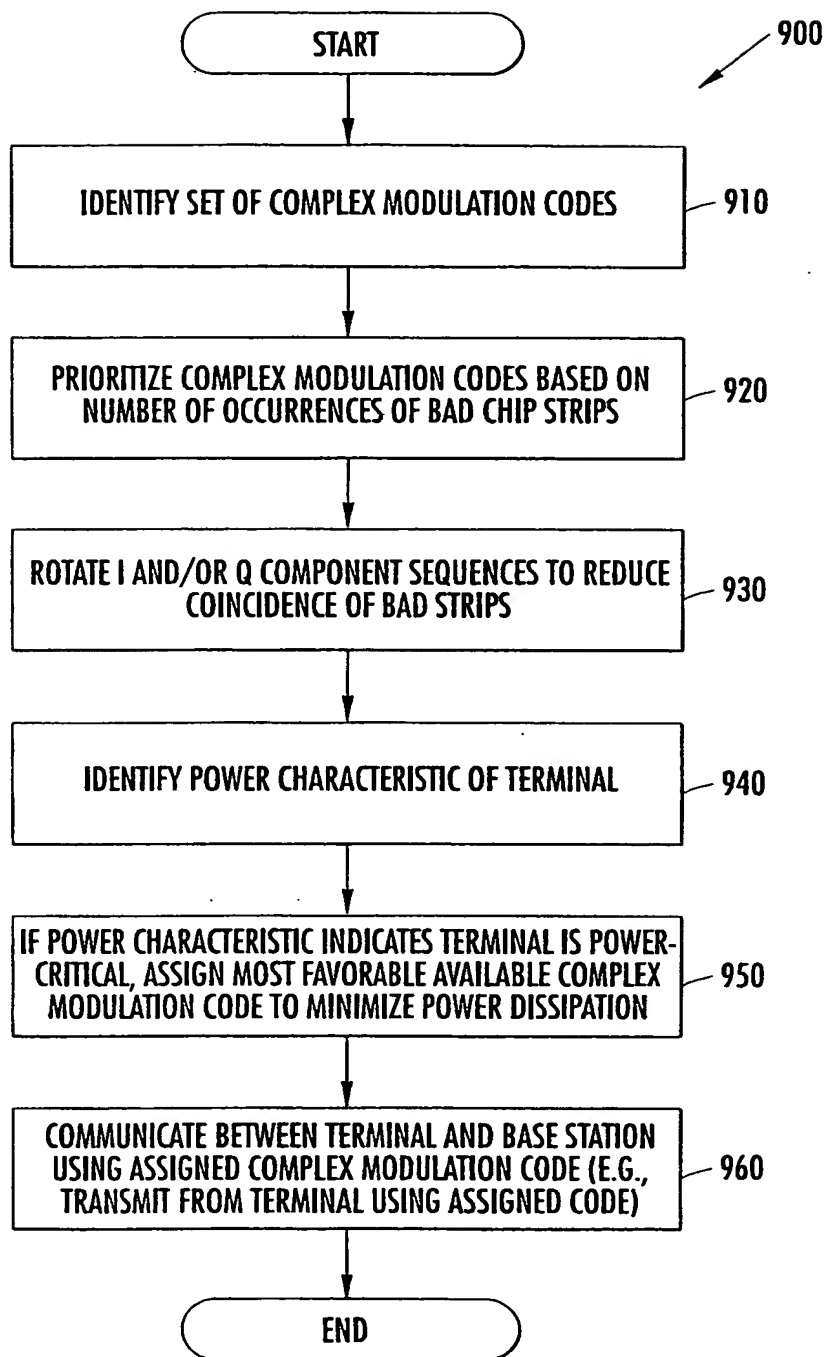 START
900
IDENTIFY SET OF COMPLEX MODULATION CODES
910
PRIORITIZE COMPLEX MODULATION CODES BASED ON
NUMBER OF OCCURRENCES OF BAD CHIP STRIPS
920
ROTATE I AND/OR Q COMPONENT SEQUENCES TO REDUCE
COINCIDENCE OF BAD STRIPS
930
IDENTIFY POWER CHARACTERISTIC OF TERMINAL
940
IF POWER CHARACTERISTIC INDICATES TERMINAL IS POWER-
CRITICAL, ASSIGN MOST FAVORABLE AVAILABLE COMPLEX
MODULATION CODE TO MINIMIZE POWER DISSIPATION
950
COMMUNICATE BETWEEN TERMINAL AND BASE STATION
USING ASSIGNED COMPLEX MODULATION CODE (E.G.,
TRANSMIT FROM TERMINAL USING ASSIGNED CODE)
960
END